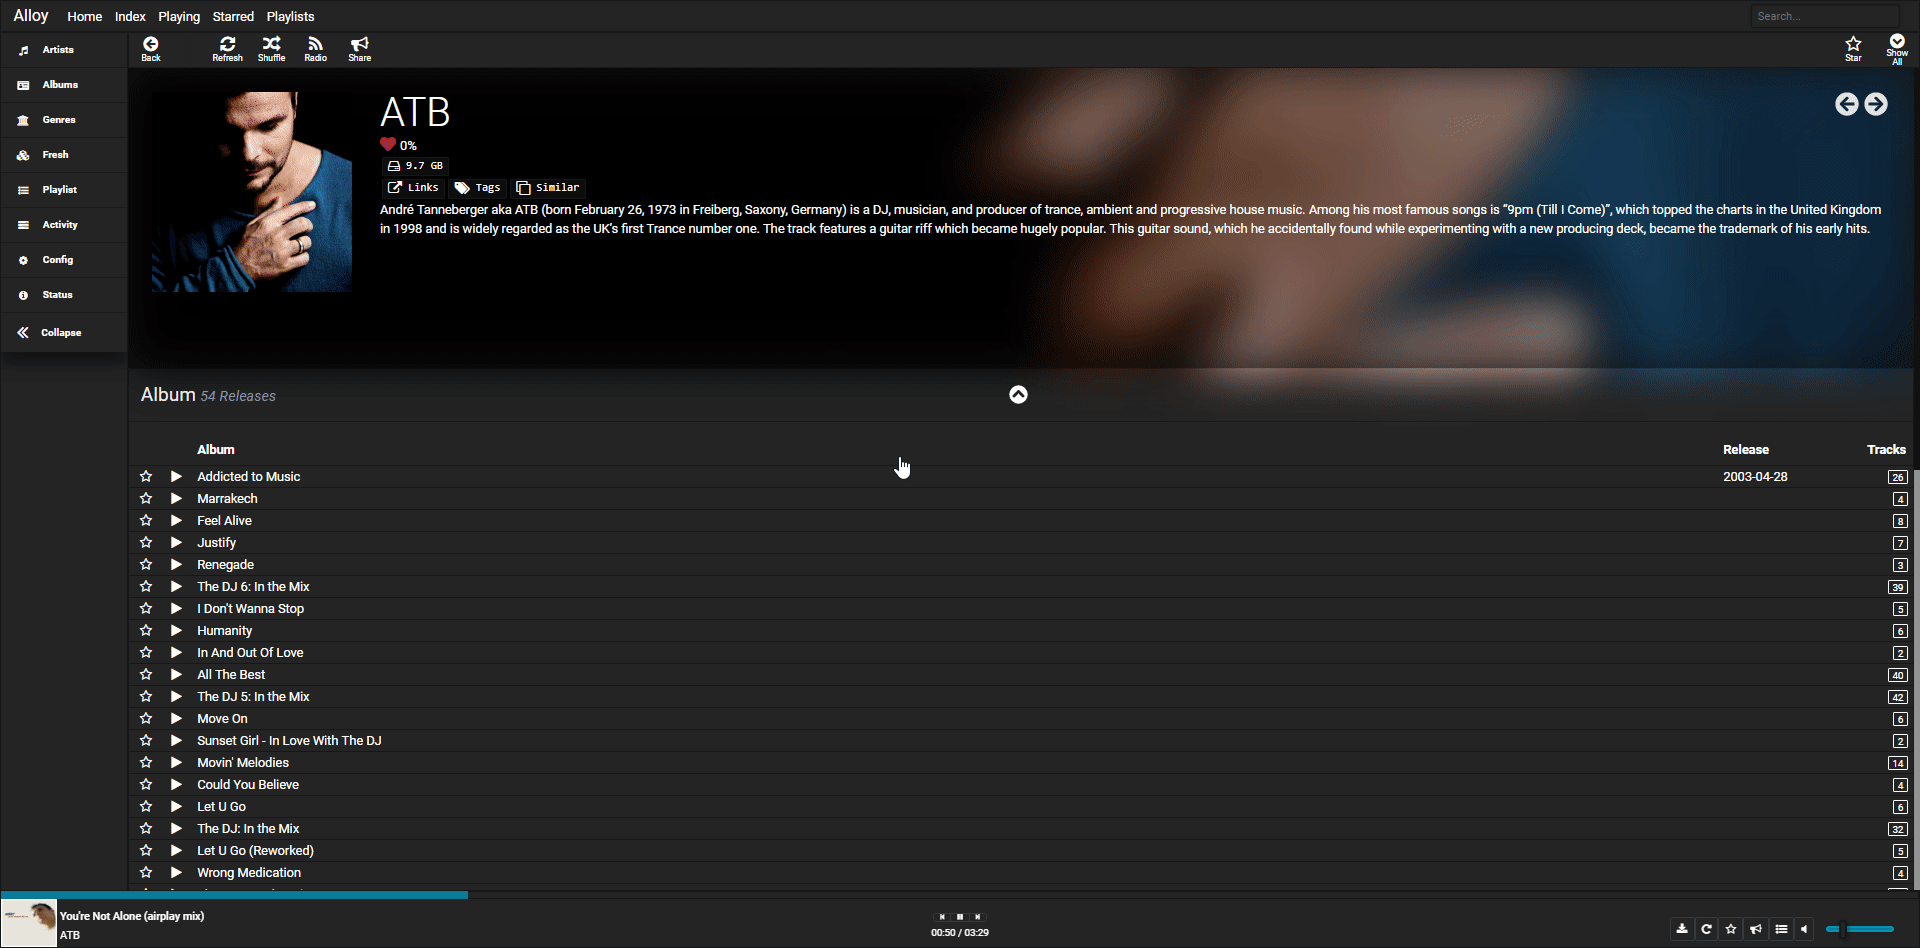 Alloy Home Index Playing Starred Playlists Search...
Artists
Albums
Genres
Fresh
Playlist
Activity
Config
Status
Collapse
Back Refresh Shuffle Radio Share Star Show All
ATB
0%
9.7 GB
Links Tags Similar
André Tanneberger aka ATB (born February 26, 1973 in Freiberg, Saxony, Germany) is a DJ, musician, and producer of trance, ambient and progressive house music. Among his most famous songs is “9pm (Till I Come)”, which topped the charts in the United Kingdom
in 1998 and is widely regarded as the UK’s first Trance number one. The track features a guitar riff which became hugely popular. This guitar sound, which he accidentally found while experimenting with a new producing deck, became the trademark of his early hits.
Album 54 Releases
Album Release Tracks
Addicted to Music 2003-04-28 26
Marrakech 4
Feel Alive 8
Justify 7
Renegade 3
The DJ 6: In the Mix 39
I Don't Wanna Stop 5
Humanity 6
In And Out Of Love 2
All The Best 40
The DJ 5: In the Mix 42
Move On 6
Sunset Girl - In Love With The DJ 2
Movin' Melodies 14
Could You Believe 4
Let U Go 6
The DJ: In the Mix 32
Let U Go (Reworked) 5
Wrong Medication 4
You're Not Alone (airplay mix)
ATB
00:50 / 03:29